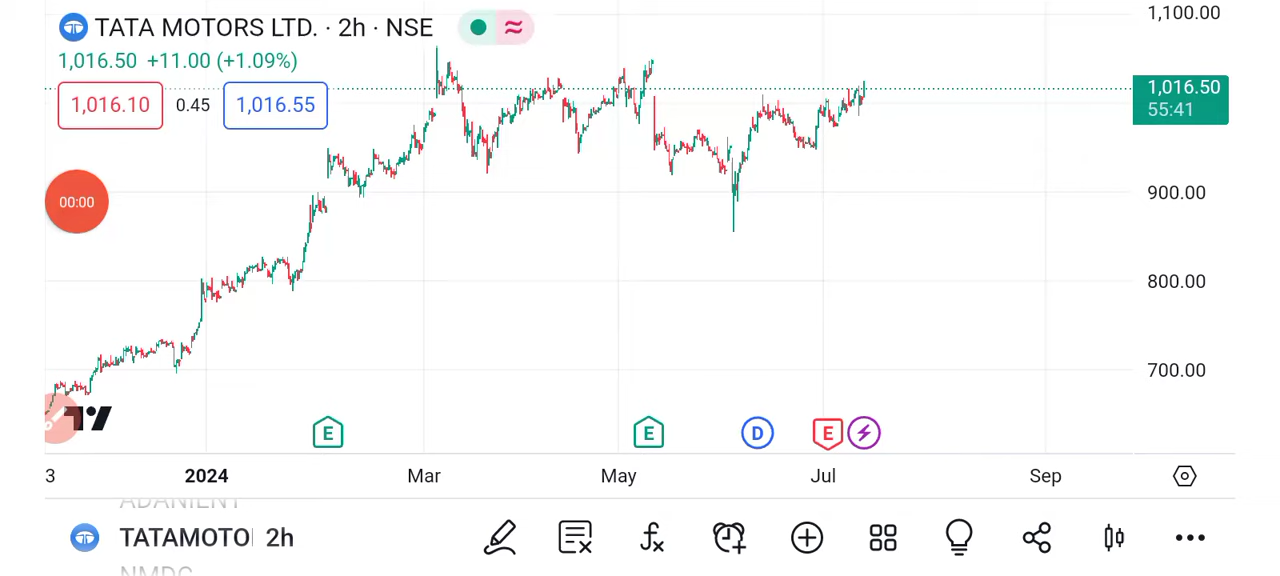 TATA MOTORS LTD. · 2h · NSE
1,016.50 +11.00 (+1.09%)
1,016.10 0.45 1,016.55
1,100.00
1,016.50
55:41
900.00
800.00
700.00
00:00
E E D E
3 2024 Mar May Jul Sep
ADANIENT
TATAMOTO 2h
NMDC